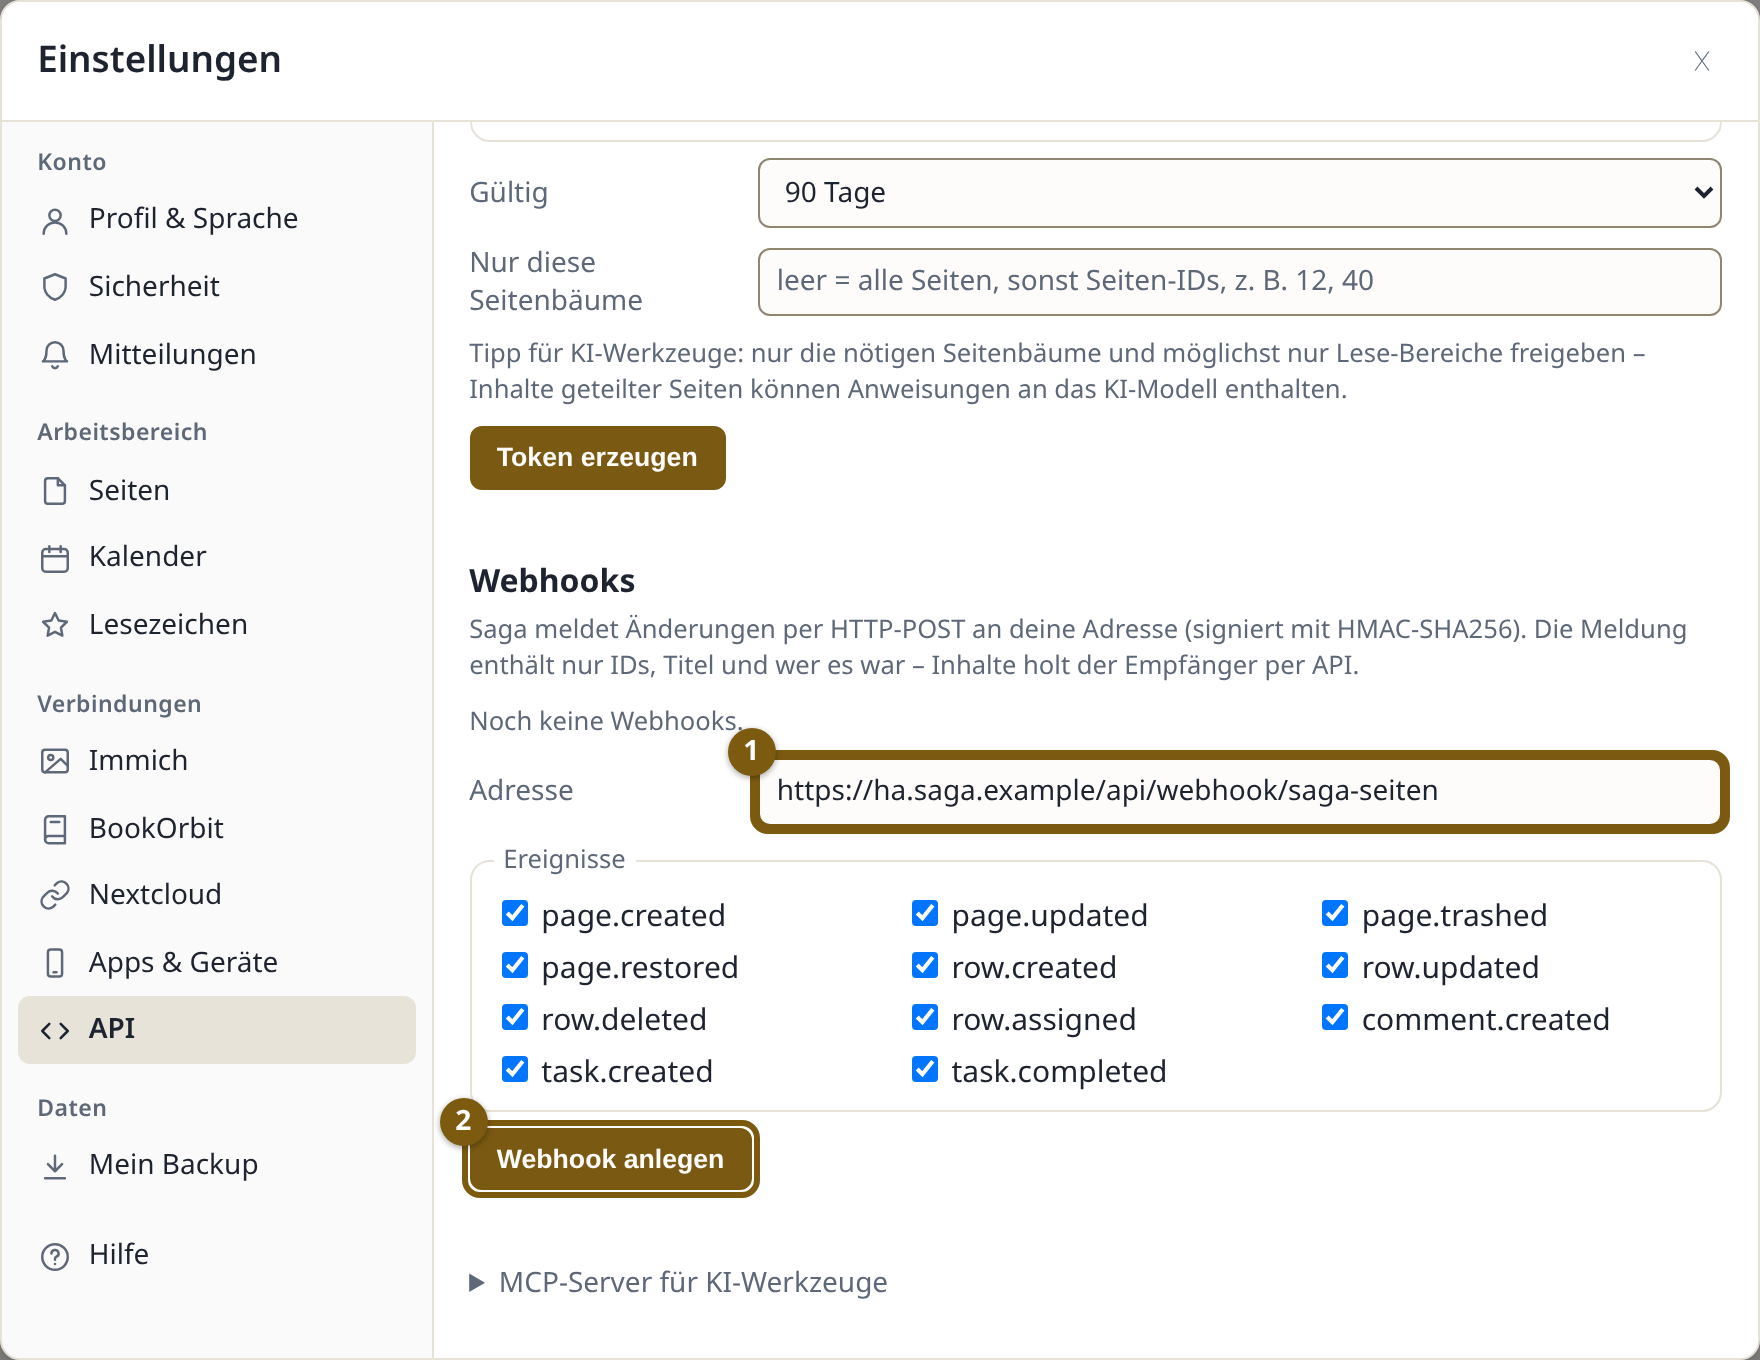 Einstellungen
X
Konto
Profil & Sprache
Sicherheit
Mitteilungen
Arbeitsbereich
Seiten
Kalender
Lesezeichen
Verbindungen
Immich
BookOrbit
Nextcloud
Apps & Geräte
API
Daten
Mein Backup
Hilfe
Gültig
90 Tage
Nur diese
Seitenbäume
leer = alle Seiten, sonst Seiten-IDs, z. B. 12, 40
Tipp für KI-Werkzeuge: nur die nötigen Seitenbäume und möglichst nur Lese-Bereiche freigeben –
Inhalte geteilter Seiten können Anweisungen an das KI-Modell enthalten.
Token erzeugen
Webhooks
Saga meldet Änderungen per HTTP-POST an deine Adresse (signiert mit HMAC-SHA256). Die Meldung
enthält nur IDs, Titel und wer es war – Inhalte holt der Empfänger per API.
Noch keine Webhooks.
1
Adresse
https://ha.saga.example/api/webhook/saga-seiten
Ereignisse
page.created page.updated page.trashed
page.restored row.created row.updated
row.deleted row.assigned comment.created
task.created task.completed
2
Webhook anlegen
MCP-Server für KI-Werkzeuge